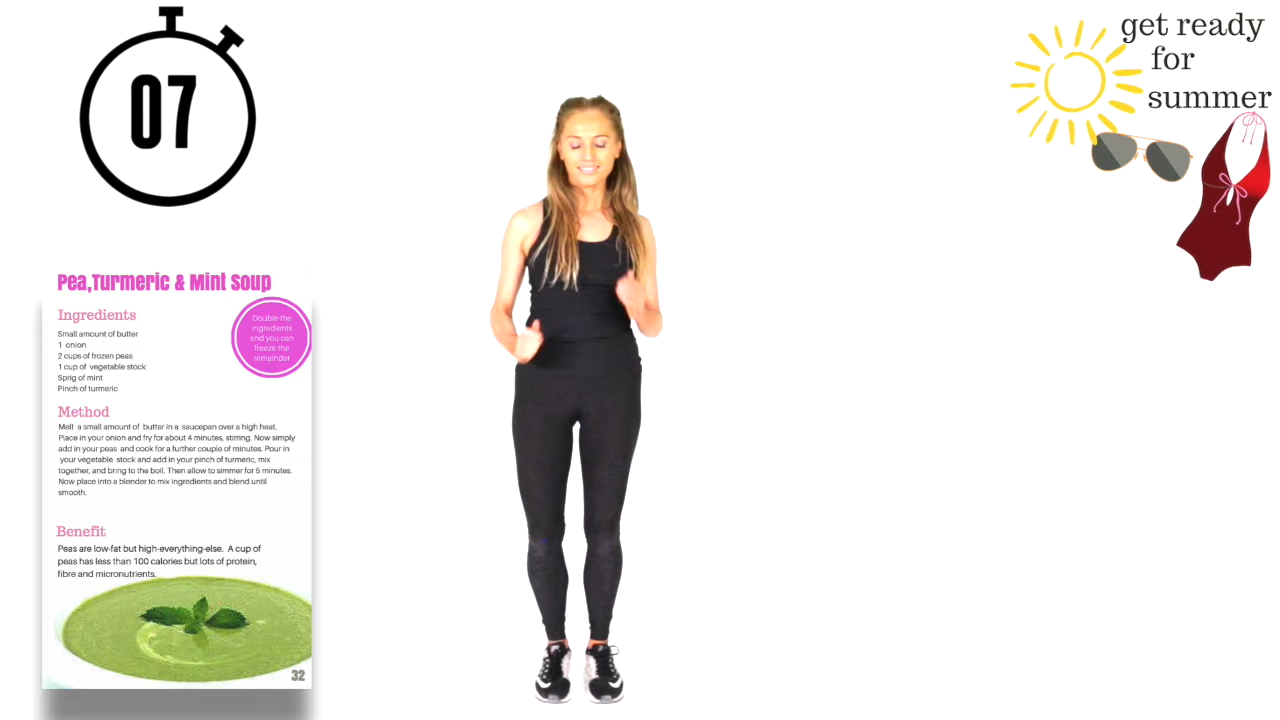 07
get ready
for
summer
Pea,Turmeric & Mint Soup
Ingredients
Small amount of butter
1 onion
2 cups of frozen peas
1 cup of vegetable stock
Sprig of mint
Pinch of turmeric
Double the
ingredients
and you can
freeze the
remainder
Method
Melt a small amount of butter in a saucepan over a high heat.
Place in your onion and fry for about 4 minutes, stirring. Now simply
add in your peas and cook for a further couple of minutes. Pour in
your vegetable stock and add in your pinch of turmeric, mix
together, and bring to the boil. Then allow to simmer for 5 minutes.
Now place into a blender to mix ingredients and blend until
smooth.
Benefit
Peas are low-fat but high-everything-else. A cup of
peas has less than 100 calories but lots of protein,
fibre and micronutrients.
32